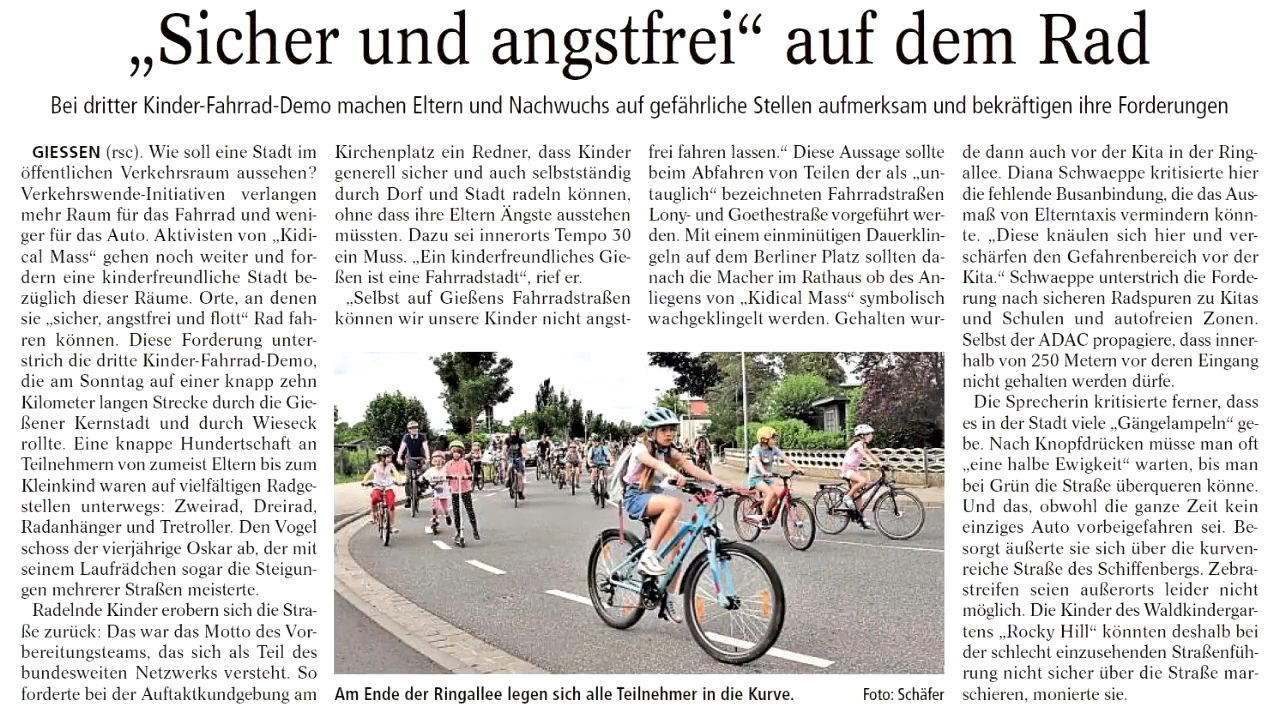 „Sicher und angstfrei“ auf dem Rad
Bei dritter Kinder-Fahrrad-Demo machen Eltern und Nachwuchs auf gefährliche Stellen aufmerksam und bekräftigen ihre Forderungen
GIESSEN (rsc). Wie soll eine Stadt im
öffentlichen Verkehrsraum aussehen?
Verkehrswende-Initiativen verlangen
mehr Raum für das Fahrrad und weni-
ger für das Auto. Aktivisten von „Kidi-
cal Mass“ gehen noch weiter und for-
dern eine kinderfreundliche Stadt be-
züglich dieser Räume. Orte, an denen
sie „sicher, angstfrei und flott“ Rad fah-
ren können. Diese Forderung unter-
strich die dritte Kinder-Fahrrad-Demo,
die am Sonntag auf einer knapp zehn
Kilometer langen Strecke durch die Gie-
ßener Kernstadt und durch Wieseck
rollte. Eine knappe Hundertschaft an
Teilnehmern von zumeist Eltern bis zum
Kleinkind waren auf vielfältigen Radge-
stellen unterwegs: Zweirad, Dreirad,
Radanhänger und Tretroller. Den Vogel
schoss der vierjährige Oskar ab, der mit
seinem Laufrädchen sogar die Steigun-
gen mehrerer Straßen meisterte.
Radelnde Kinder erobern sich die Stra-
ße zurück: Das war das Motto des Vor-
bereitungsteams, das sich als Teil des
bundesweiten Netzwerks versteht. So
forderte bei der Auftaktkundgebung am
Kirchenplatz ein Redner, dass Kinder
generell sicher und auch selbstständig
durch Dorf und Stadt radeln können,
ohne dass ihre Eltern Ängste ausstehen
müssten. Dazu sei innerorts Tempo 30
ein Muss. „Ein kinderfreundliches Gie-
ßen ist eine Fahrradstadt“, rief er.
„Selbst auf Gießens Fahrradstraßen
können wir unsere Kinder nicht angst-
frei fahren lassen.“ Diese Aussage sollte
beim Abfahren von Teilen der als „un-
tauglich“ bezeichneten Fahrradstraßen
Lony- und Goethestraße vorgeführt wer-
den. Mit einem einminütigen Dauerklin-
geln auf dem Berliner Platz sollten da-
nach die Macher im Rathaus ob des An-
liegens von „Kidical Mass“ symbolisch
wachgeklingelt werden. Gehalten wur-
de dann auch vor der Kita in der Ring-
allee. Diana Schwaeppe kritisierte hier
die fehlende Busanbindung, die das Aus-
maß von Elterntaxis vermindern könn-
te. „Diese knäulen sich hier und ver-
schärfen den Gefahrenbereich vor der
Kita.“ Schwaeppe unterstrich die Forde-
rung nach sicheren Radspuren zu Kitas
und Schulen und autofreien Zonen.
Selbst der ADAC propagiere, dass inner-
halb von 250 Metern vor deren Eingang
nicht gehalten werden dürfe.
Die Sprecherin kritisierte ferner, dass
es in der Stadt viele „Gängelampeln“ ge-
be. Nach Knopfdrücken müsse man oft
„eine halbe Ewigkeit“ warten, bis man
bei Grün die Straße überqueren könne.
Und das, obwohl die ganze Zeit kein
einziges Auto vorbeigefahren sei. Be-
sorgt äußerte sie sich über die kurven-
reiche Straße des Schiffenbergs. Zebra-
streifen seien außerorts leider nicht
möglich. Die Kinder des Waldkindergar-
tens „Rocky Hill“ könnten deshalb bei
der schlecht einzusehenden Straßenfüh-
rung nicht sicher über die Straße mar-
schieren, monierte sie.
Am Ende der Ringallee legen sich alle Teilnehmer in die Kurve. Foto: Schäfer